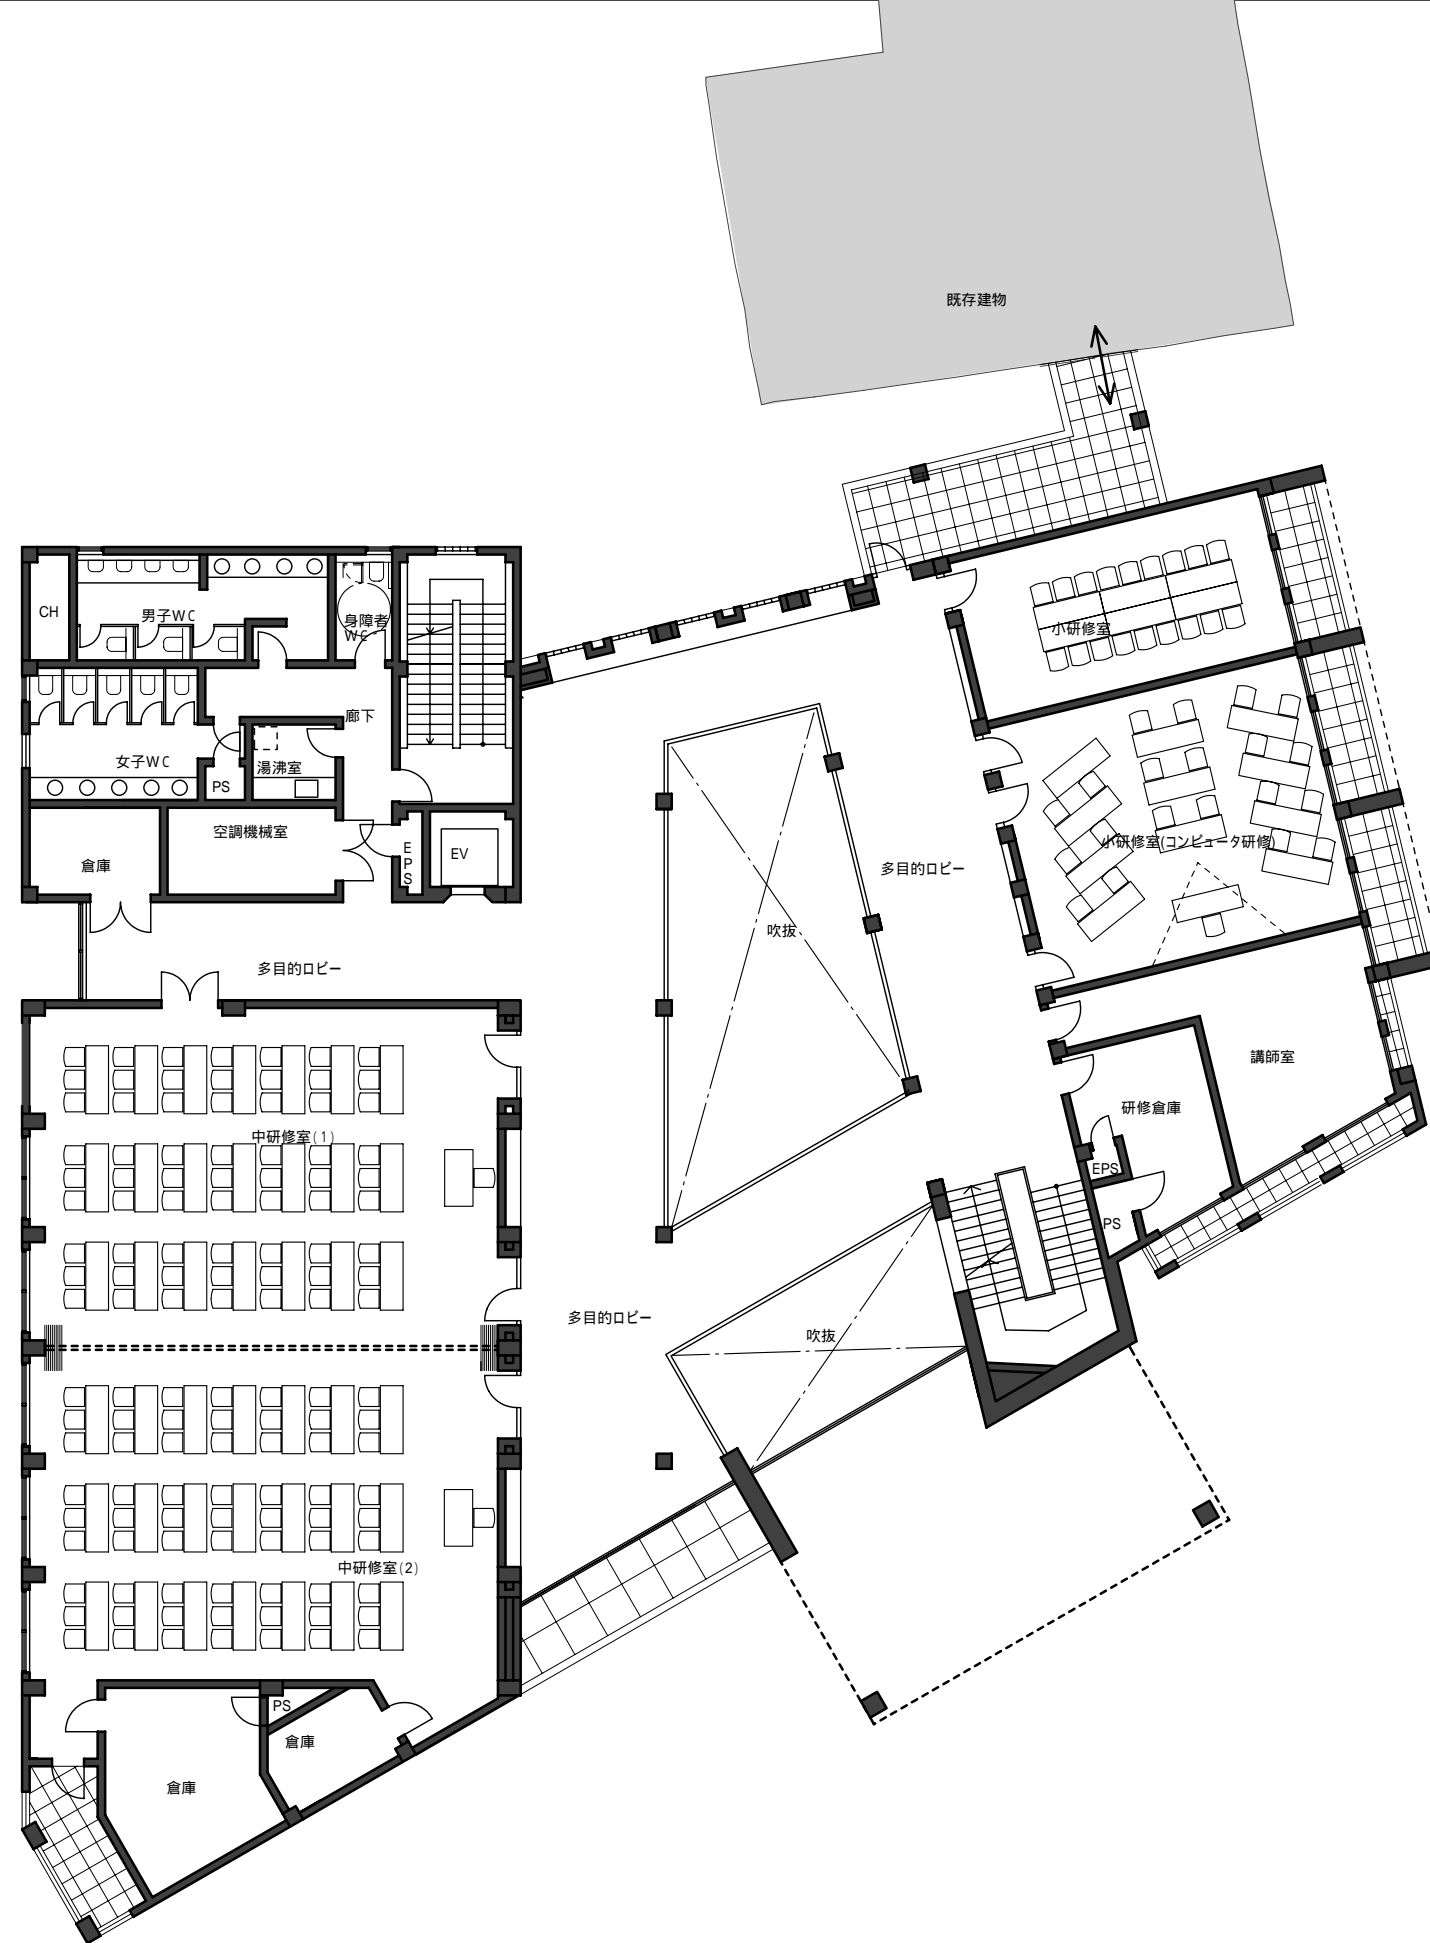 既存建物
CH
男子WC
身障者
WC
小研修室
廊下
女子WC
湯沸室
PS
空調機械室
EPS
EV
倉庫
小研修室(コンピュータ研修)
多目的ロビー
吹抜
多目的ロビー
講師室
研修倉庫
中研修室(1)
EPS
PS
多目的ロビー
吹抜
中研修室(2)
PS
倉庫
倉庫